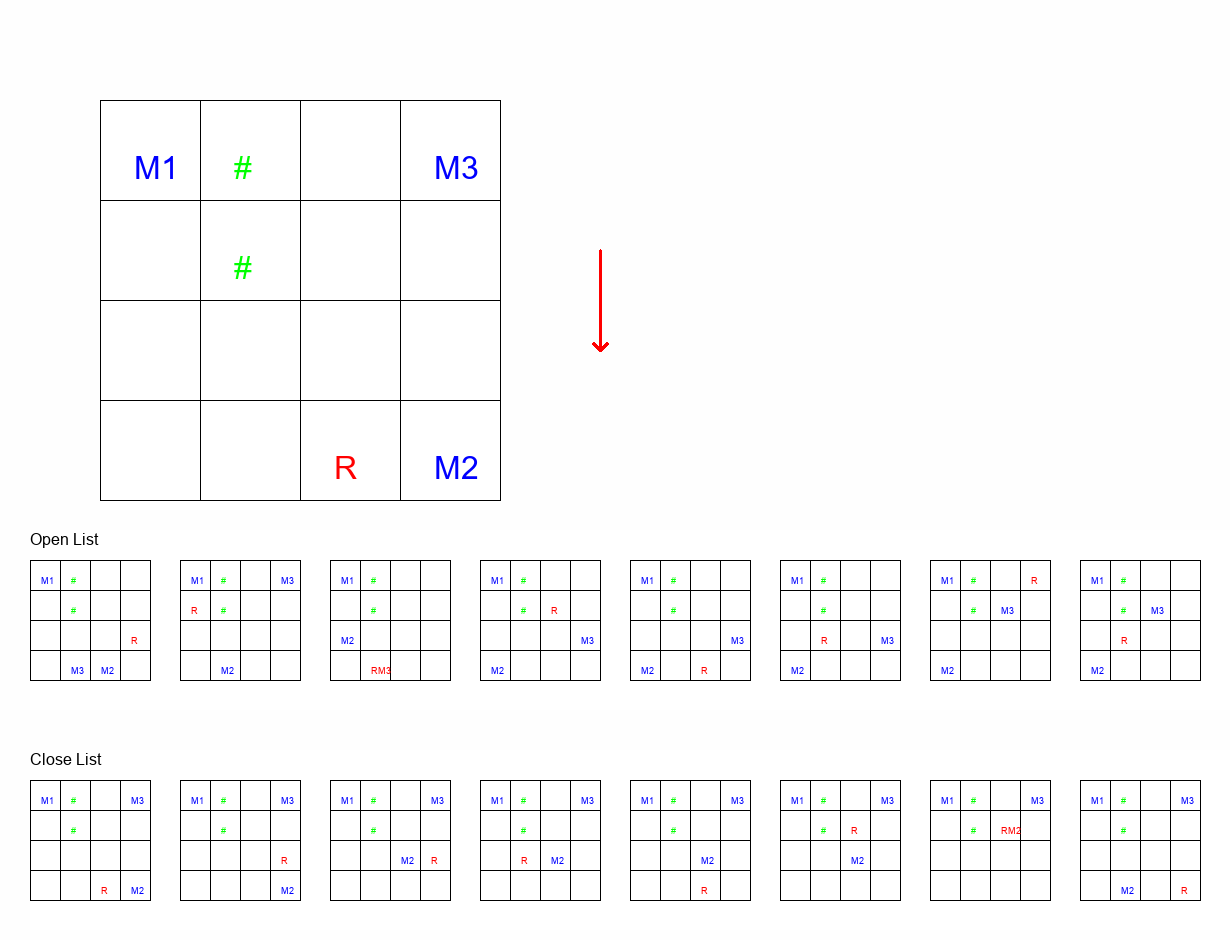 M1 # M3
#
R M2
Open List
M1 # M1 # M3 M1 # M1 # M1 # M1 # M1 # R M1 #
# R # # # R # # # M3 # M3
R M2 M3 M3 R M3 R
M3 M2 M2 RM3 M2 M2 R M2 M2 M2
Close List
M1 # M3 M1 # M3 M1 # M3 M1 # M3 M1 # M3 M1 # M3 M1 # M3 M1 # M3
# # # # # # R # RM2 #
R M2 R R M2 M2 M2
R M2 M2 R M2 R